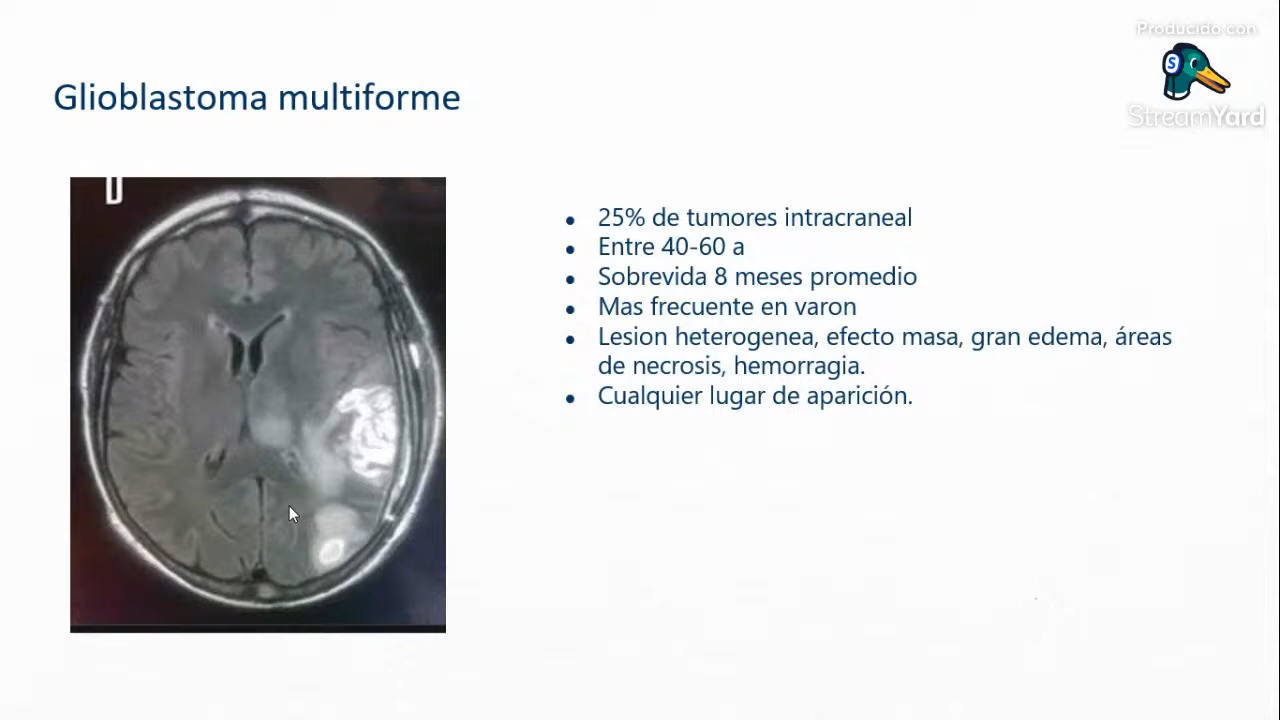 Producido con
S
StreamYard
Glioblastoma multiforme
D
25% de tumores intracraneal
Entre 40-60 a
Sobrevida 8 meses promedio
Mas frecuente en varon
Lesion heterogenea, efecto masa, gran edema, áreas
de necrosis, hemorragia.
Cualquier lugar de aparición.